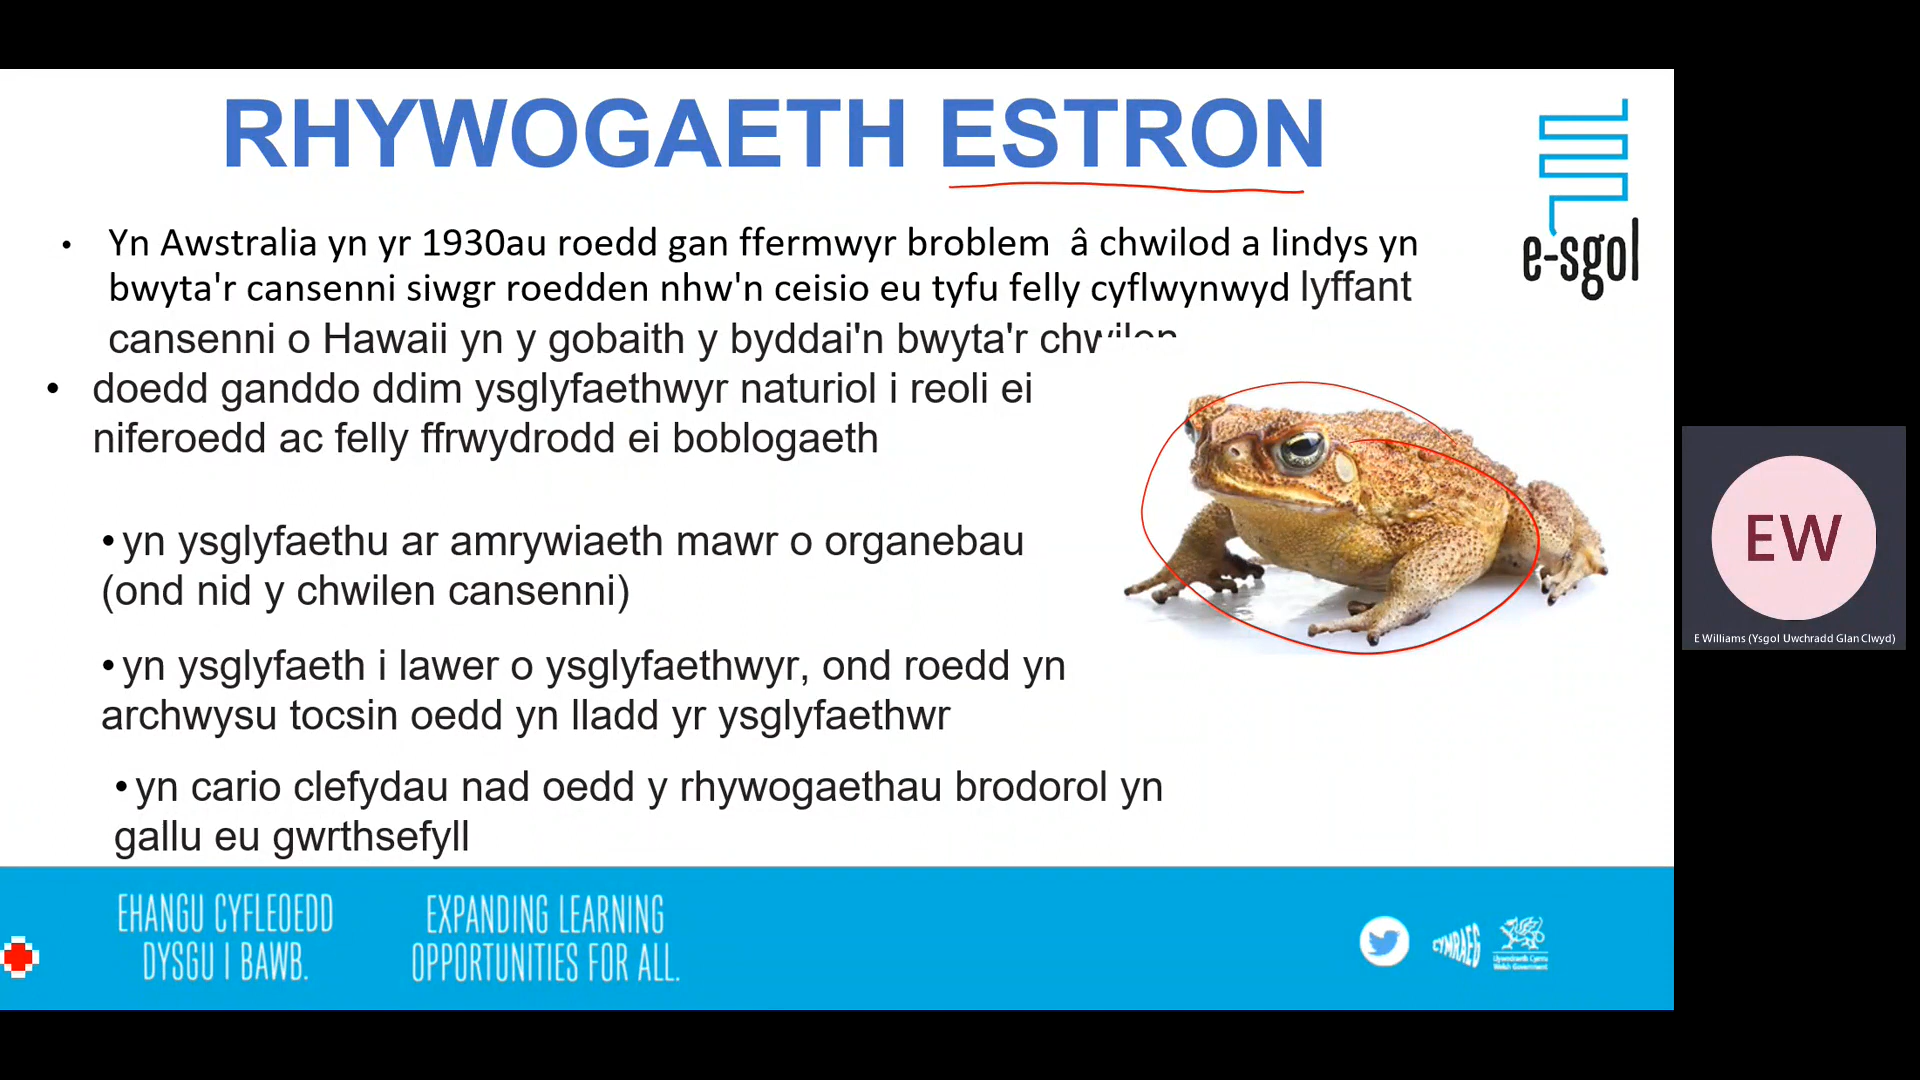 RHYWOGAETH ESTRON
e-sgol
• Yn Awstralia yn yr 1930au roedd gan ffermwyr broblem â chwilod a lindys yn
bwyta'r cansenni siwgr roedden nhw'n ceisio eu tyfu felly cyflwynwyd lyffant
cansenni o Hawaii yn y gobaith y byddai'n bwyta'r chwilen
• doedd ganddo ddim ysglyfaethwyr naturiol i reoli ei
niferoedd ac felly ffrwydrodd ei boblogaeth
•yn ysglyfaethu ar amrywiaeth mawr o organebau
(ond nid y chwilen cansenni)
•yn ysglyfaeth i lawer o ysglyfaethwyr, ond roedd yn
archwysu tocsin oedd yn lladd yr ysglyfaethwr
•yn cario clefydau nad oedd y rhywogaethau brodorol yn
gallu eu gwrthsefyll
EW
E Williams (Ysgol Uwchradd Glan Clwyd)
EHANGU CYFLEOEDD
DYSGU I BAWB.
EXPANDING LEARNING
OPPORTUNITIES FOR ALL.
CYMRAEG
Llywodraeth Cymru
Welsh Government